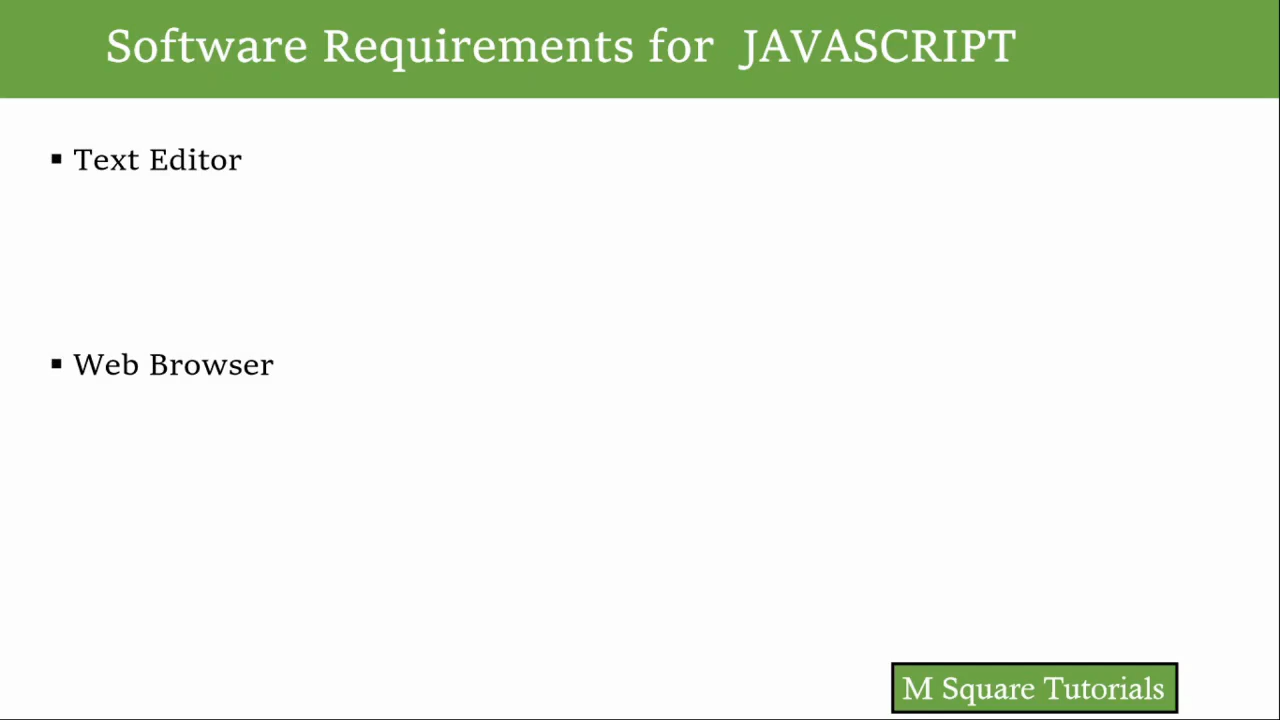 Software Requirements for JAVASCRIPT
▪ Text Editor
▪ Web Browser
M Square Tutorials